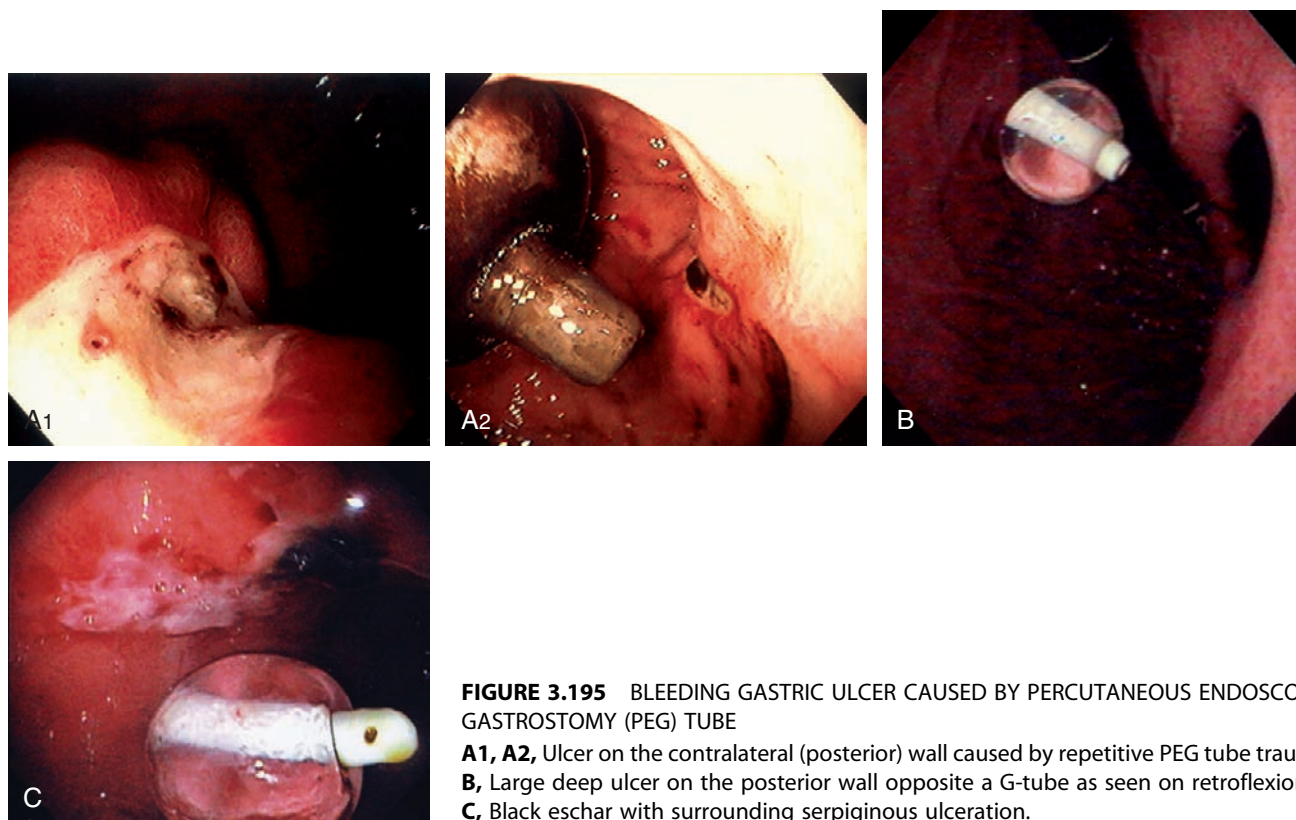 A1
A2
B
C
FIGURE 3.195 BLEEDING GASTRIC ULCER CAUSED BY PERCUTANEOUS
GASTROSTOMY (PEG) TUBE
A1, A2, Ulcer on the contralateral (posterior) wall caused by repetitive PEG tube
B, Large deep ulcer on the posterior wall opposite a G-tube as seen on retroflexion
C, Black eschar with surrounding serpiginous ulceration.